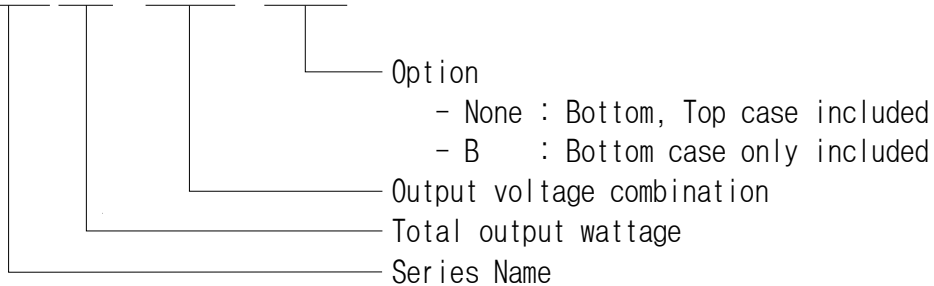 Option
- None : Bottom, Top case included
- B : Bottom case only included
Output voltage combination
Total output wattage
Series Name